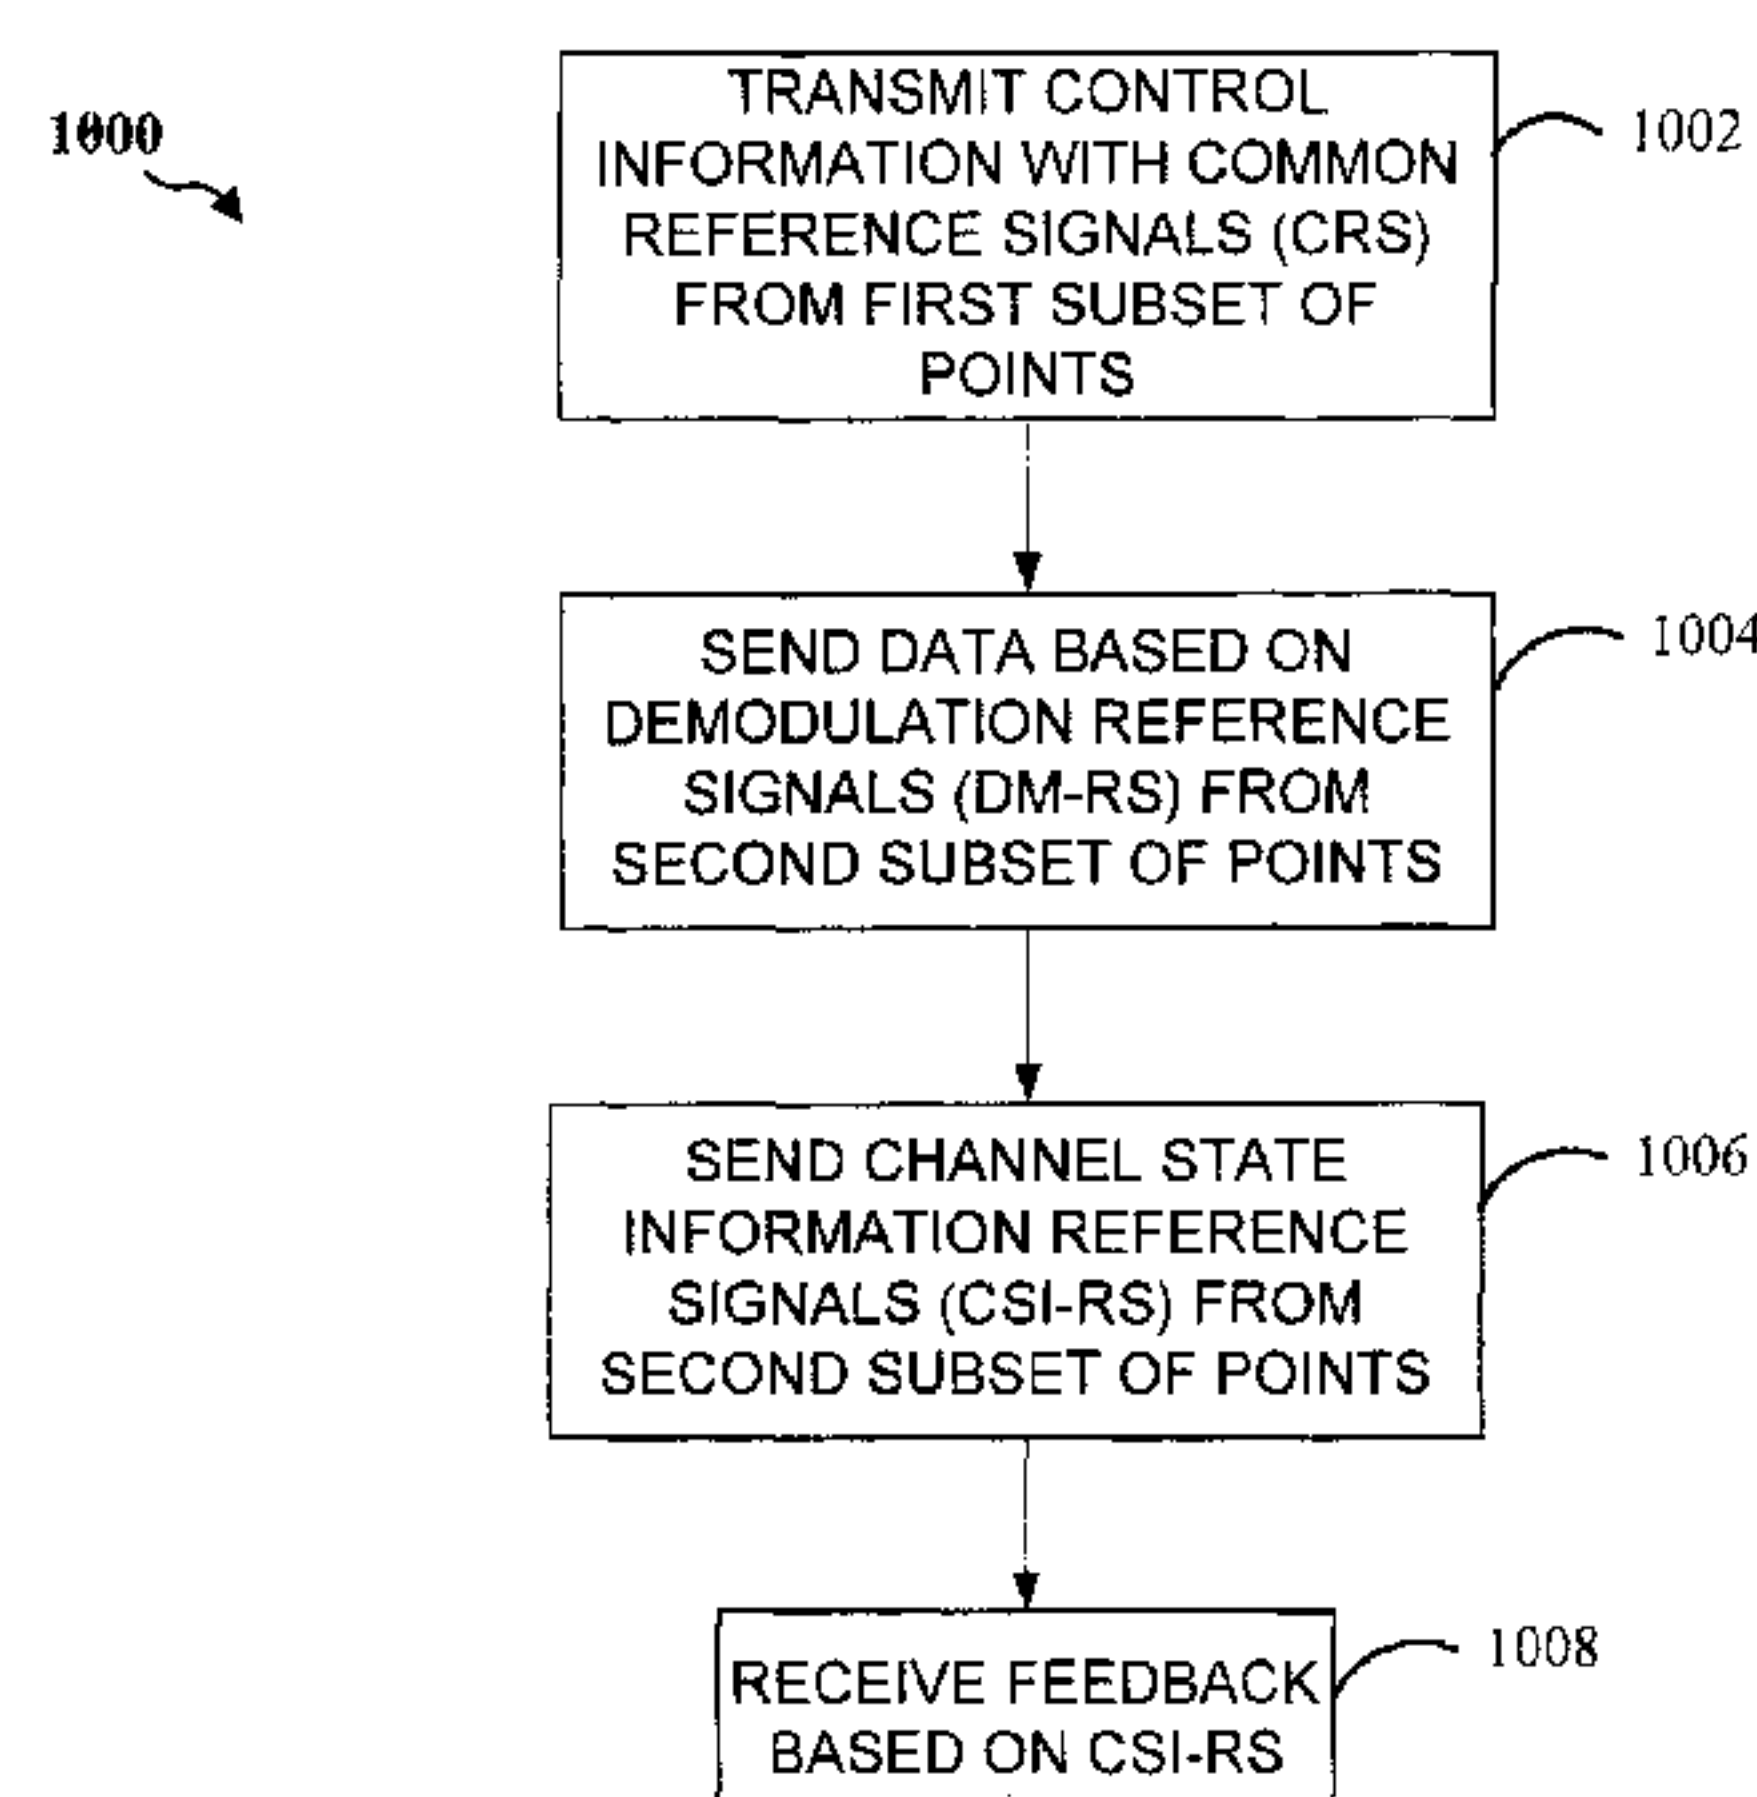 1000
TRANSMIT CONTROL
INFORMATION WITH COMMON
REFERENCE SIGNALS (CRS)
FROM FIRST SUBSET OF
POINTS
1002
SEND DATA BASED ON
DEMODULATION REFERENCE
SIGNALS (DM-RS) FROM
SECOND SUBSET OF POINTS
1004
SEND CHANNEL STATE
INFORMATION REFERENCE
SIGNALS (CSI-RS) FROM
SECOND SUBSET OF POINTS
1006
RECEIVE FEEDBACK
BASED ON CSI-RS
1008